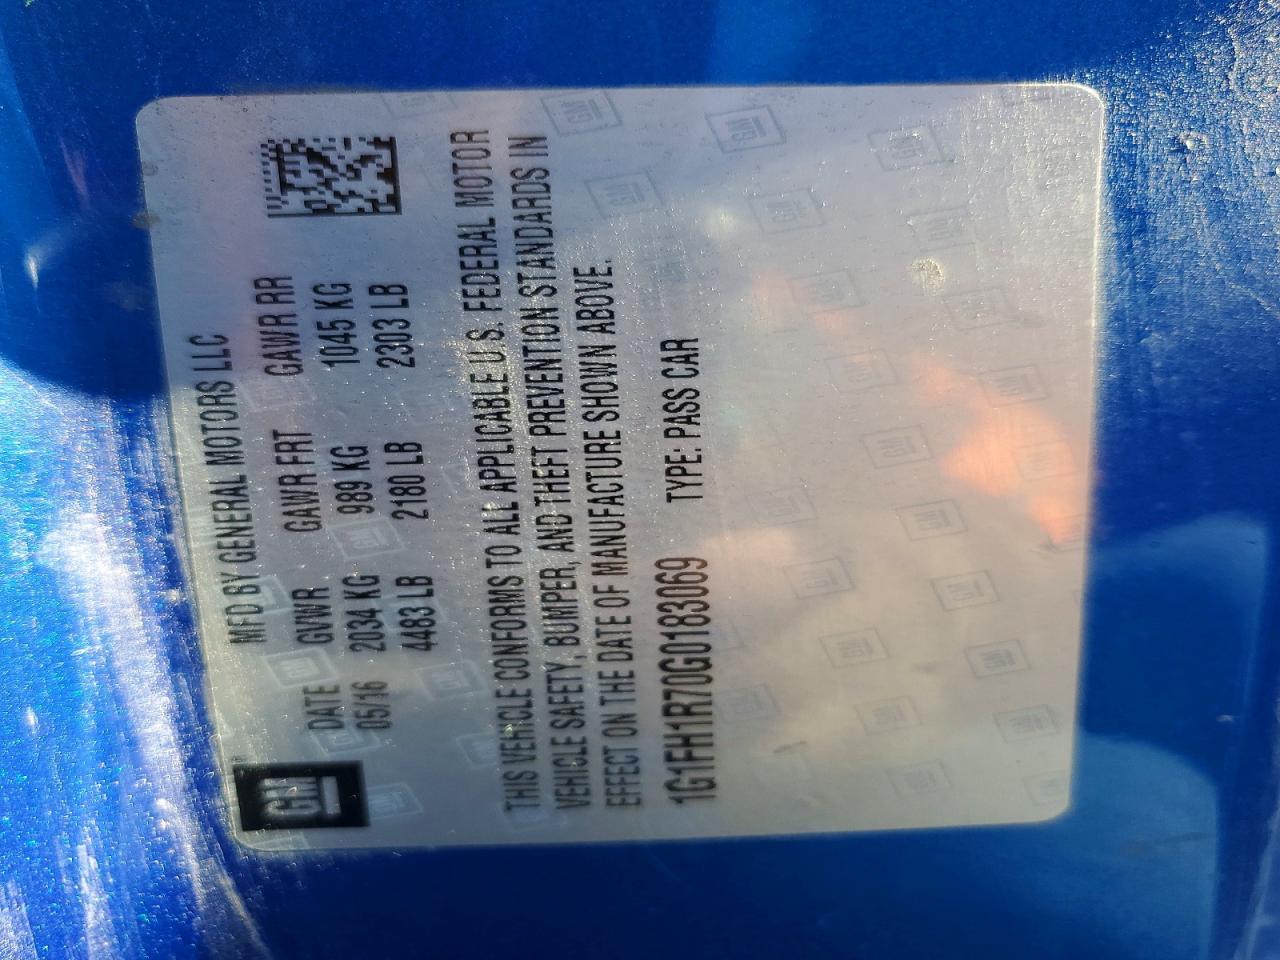 MFD BY GENERAL MOTORS LLC
GM
DATE GVWR GAWR FRT GAWR RR
05/16 2034 KG 989 KG 1045 KG
4483 LB 2180 LB 2303 LB
THIS VEHICLE CONFORMS TO ALL APPLICABLE U.S. FEDERAL MOTOR
VEHICLE SAFETY, BUMPER, AND THEFT PREVENTION STANDARDS IN
EFFECT ON THE DATE OF MANUFACTURE SHOWN ABOVE.
1G1FH1R70G0183069 TYPE: PASS CAR